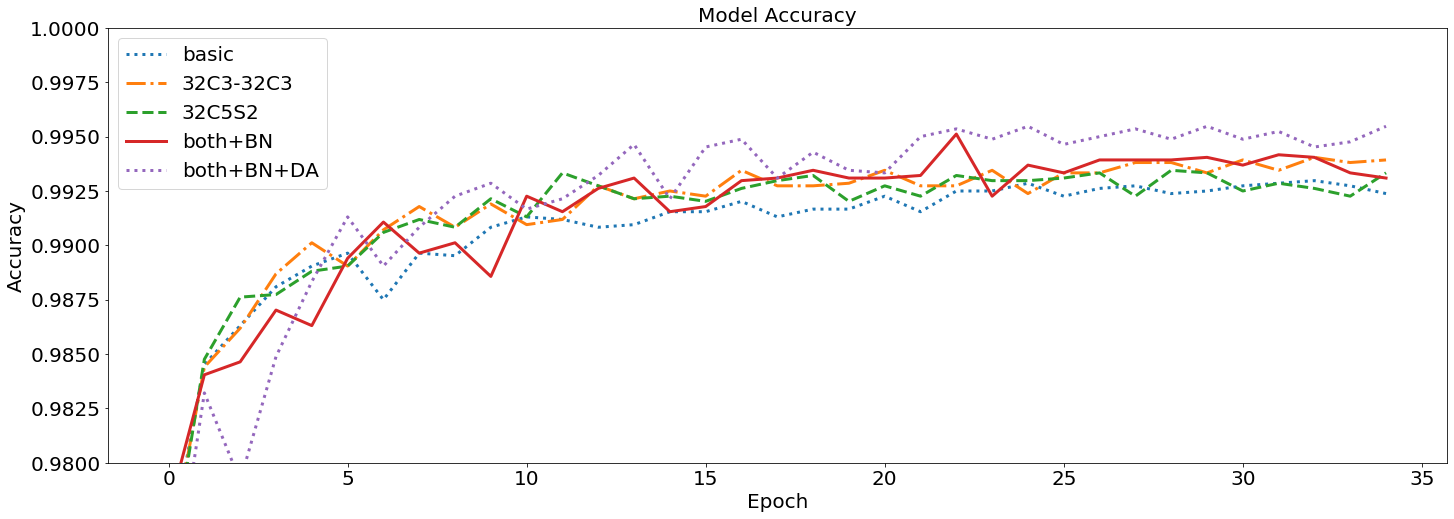 Model Accuracy
1.0000
0.9975
0.9950
0.9925
0.9900
0.9875
0.9850
0.9825
0.9800
Accuracy
basic
32C3-32C3
32C5S2
both+BN
both+BN+DA
0 5 10 15 20 25 30 35
Epoch